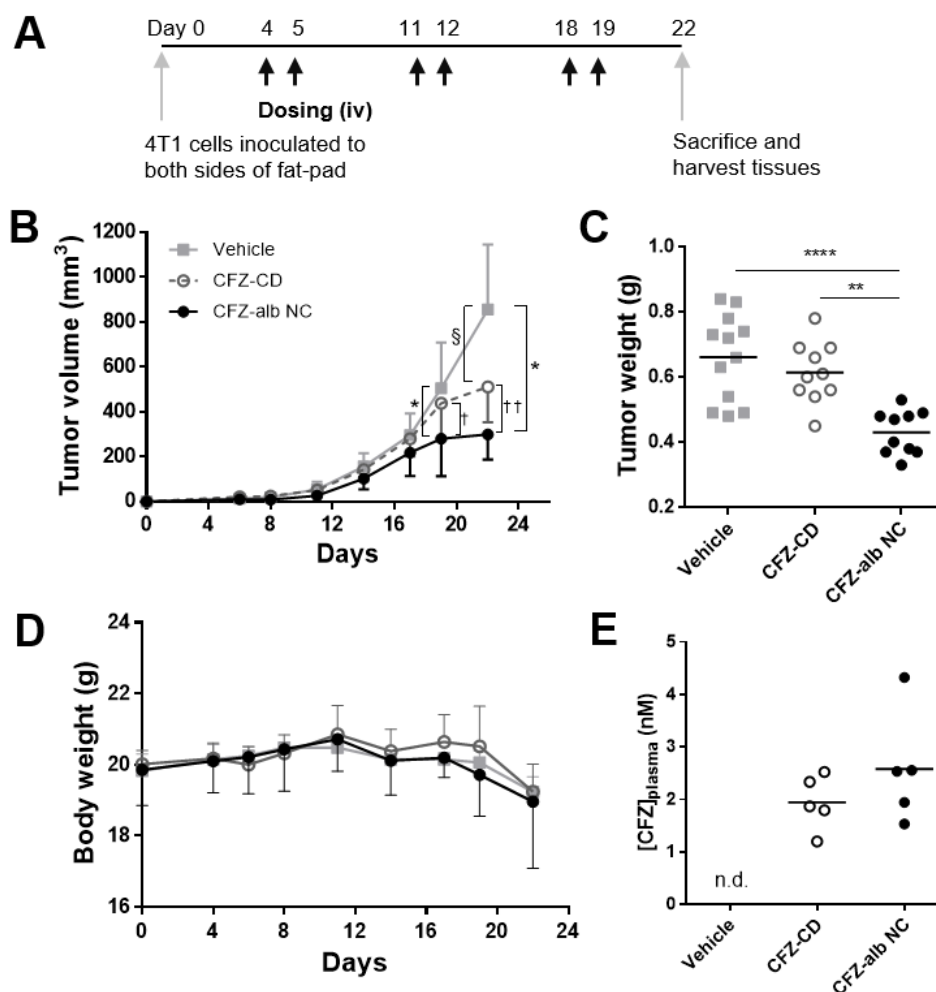 A
Day 0 4 5 11 12 18 19 22
Dosing (iv)
4T1 cells inoculated to
both sides of fat-pad
Sacrifice and
harvest tissues
B
Tumor volume (mm³)
1200
1000
800
600
400
200
0
Vehicle
CFZ-CD
CFZ-alb NC
* § † †† *
0 4 8 12 16 20 24
Days
C
Tumor weight (g)
1.0
0.8
0.6
0.4
0.2
****
**
Vehicle
CFZ-CD
CFZ-alb NC
D
Body weight (g)
24
22
20
18
16
0 4 8 12 16 20 24
Days
E
[CFZ]plasma (nM)
5
4
3
2
1
0
n.d.
Vehicle
CFZ-CD
CFZ-alb NC